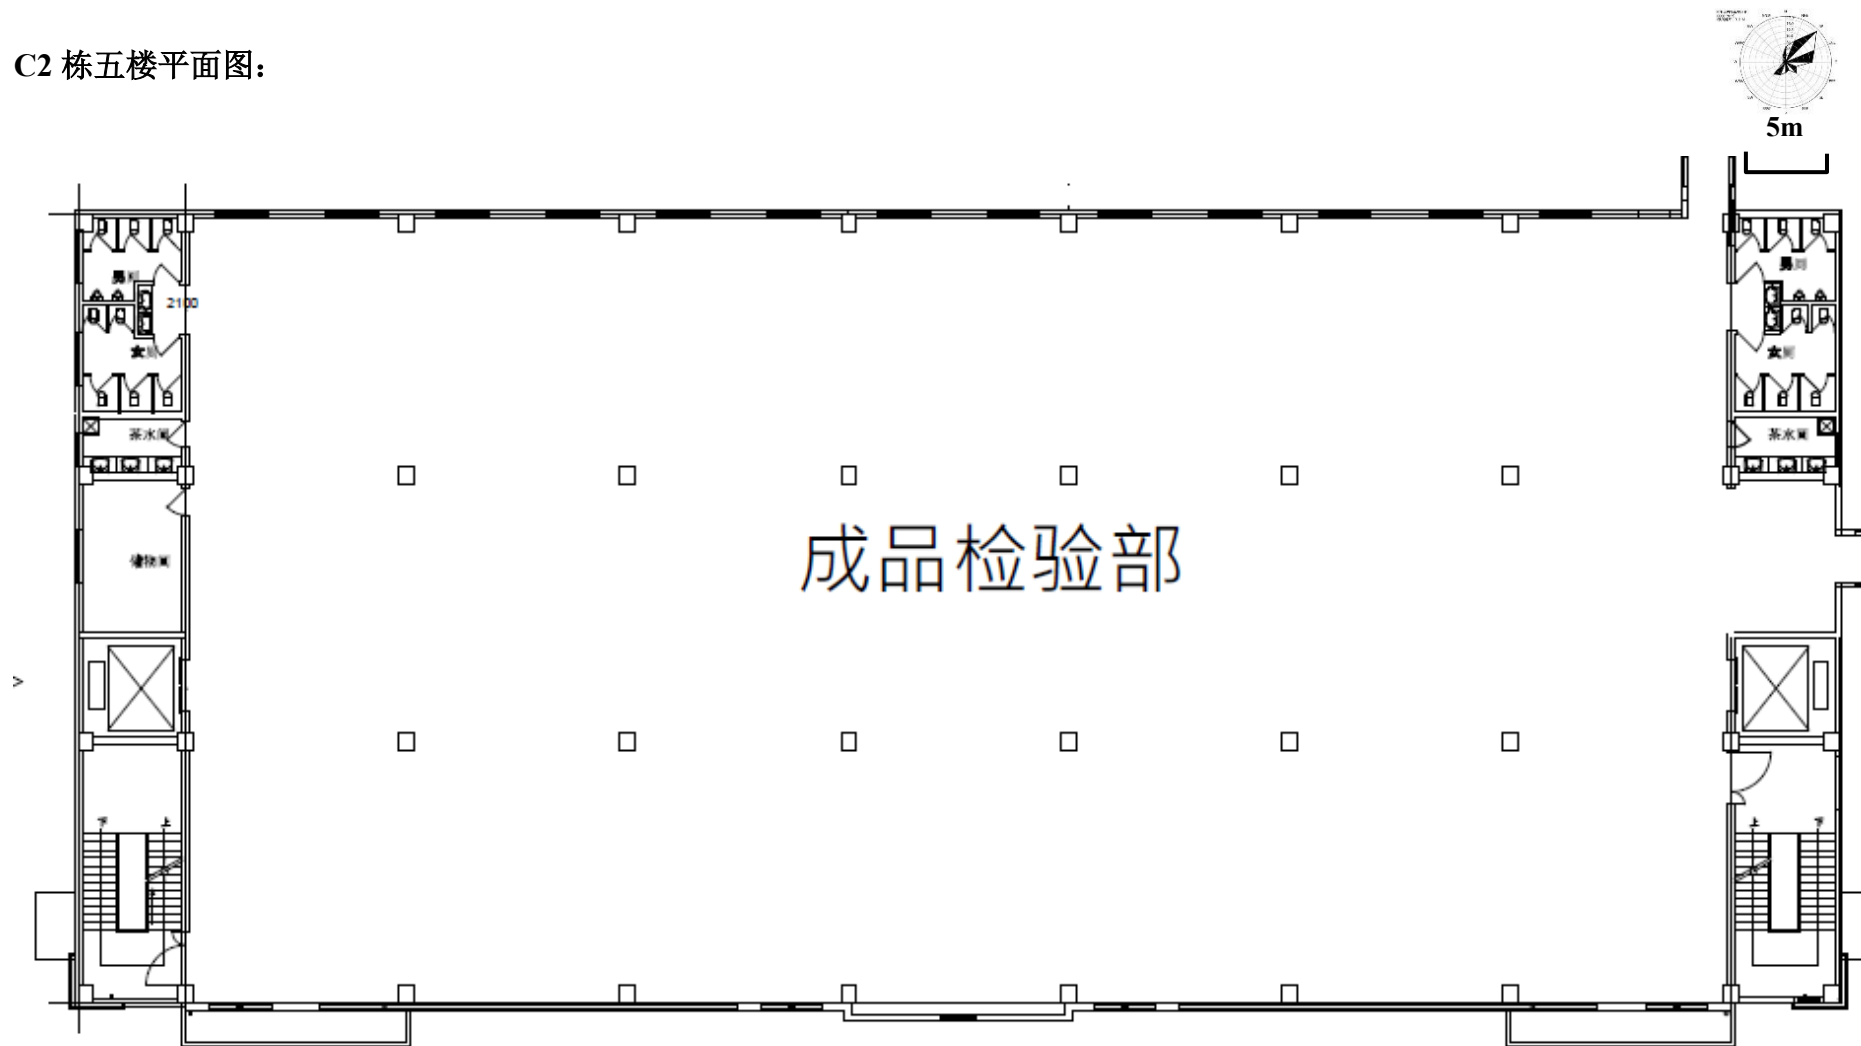 C2 栋五楼平面图：
5m
男厕
男厕
2100
女厕
女厕
茶水间
茶水间
成品检验部
储物间
下 上
上 下